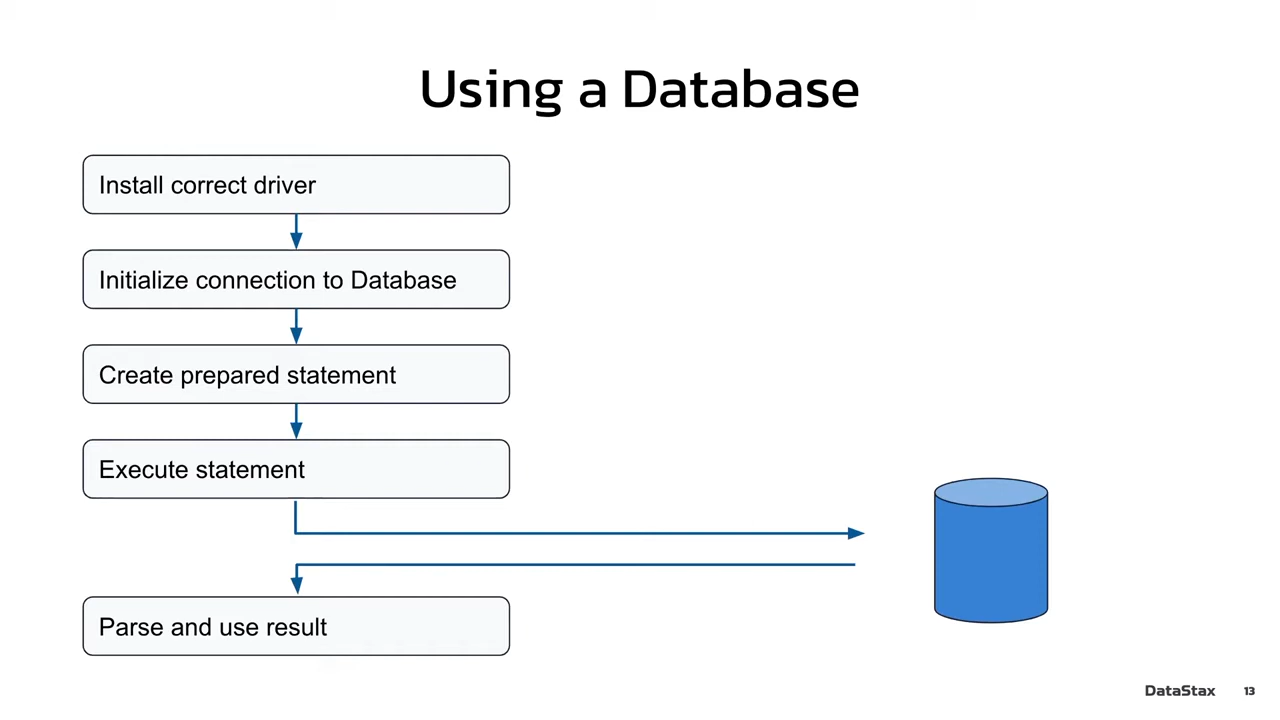 Using a Database
Install correct driver
Initialize connection to Database
Create prepared statement
Execute statement
Parse and use result
DataStax 13